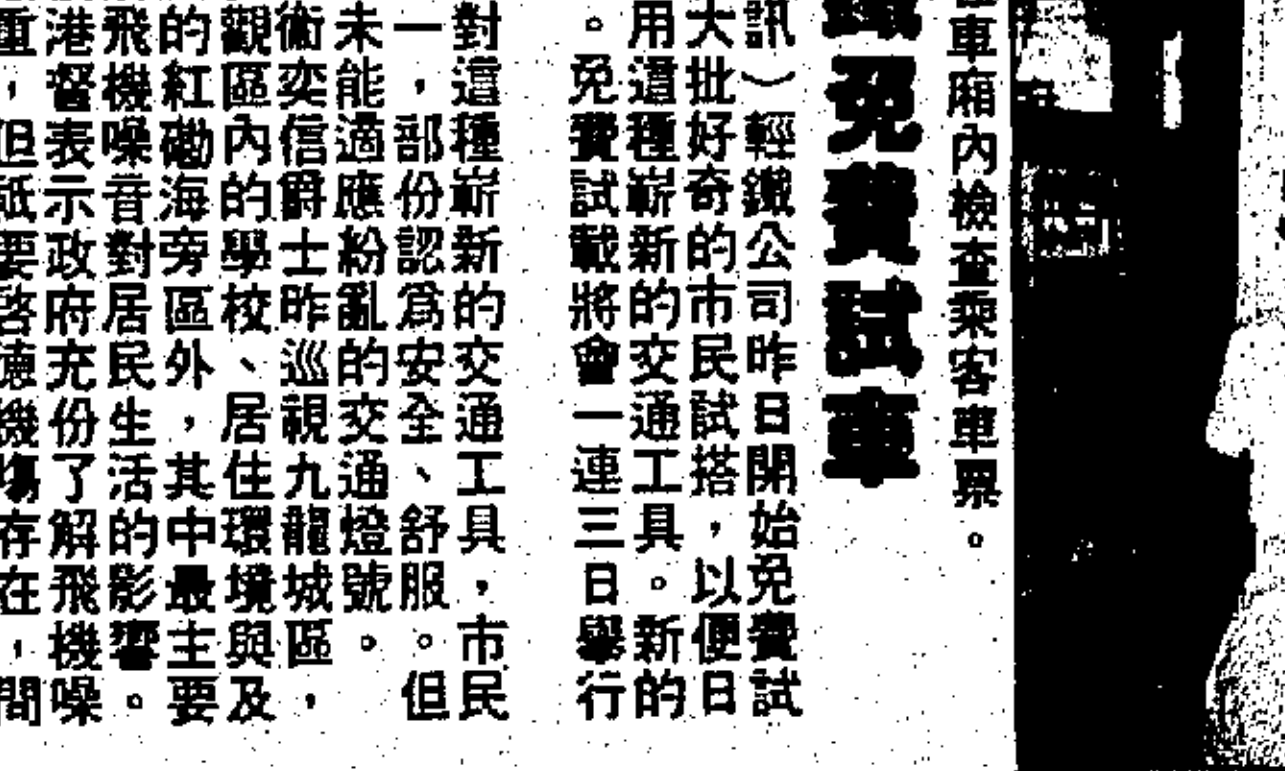 車廂內檢查乘客車票。
鐵免費試車
訊）輕鐵公司昨日開始免費試
大批好奇的市民試搭，以便日
用這種嶄新的交通工具。新的
。免費試載將會一連三日舉行
對這種嶄新的交通工具，市民
一，部份認為安全、舒服。但
未能適應紛亂的交通燈號。
衞奕信爵士昨巡視九龍城區，
觀區內的學校、居住環境與及
的紅磡海旁區外，其中最主要
飛機噪音對居民生活的影響。
港督表示政府充份了解飛機噪
重，但祇要啓德機場存在，問